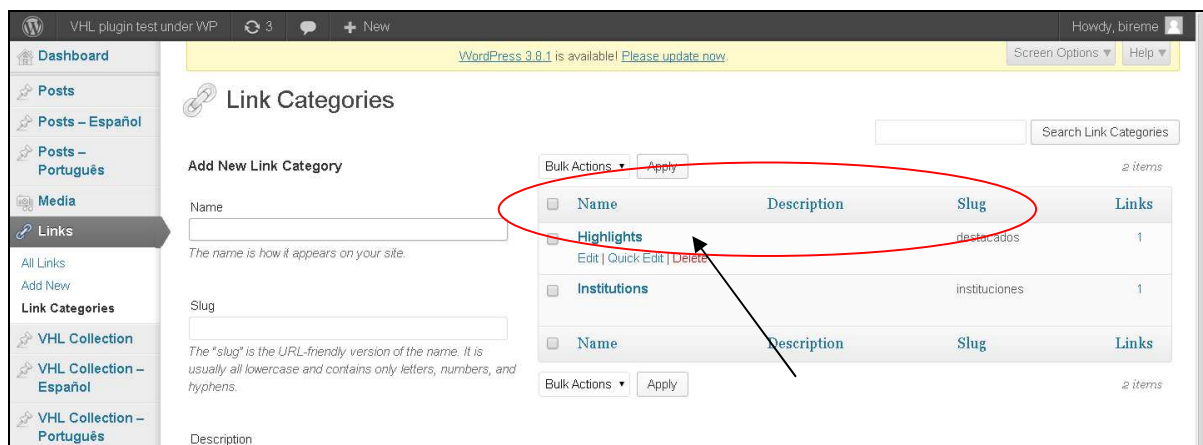 VHL plugin test under WP 3 New Howdy, bireme
Dashboard
Posts
Posts – Español
Posts –
Português
Media
Links
All Links
Add New
Link Categories
VHL Collection
VHL Collection –
Español
VHL Collection –
Português
WordPress 3.8.1 is available! Please update now.
Screen Options Help
Link Categories
Search Link Categories
Add New Link Category
Name
The name is how it appears on your site.
Slug
The "slug" is the URL-friendly version of the name. It is
usually all lowercase and contains only letters, numbers, and
hyphens.
Description
Bulk Actions Apply 2 items
Name Description Slug Links
Highlights destacados 1
Edit | Quick Edit | Delete
Institutions instituciones 1
Name Description Slug Links
Bulk Actions Apply 2 items